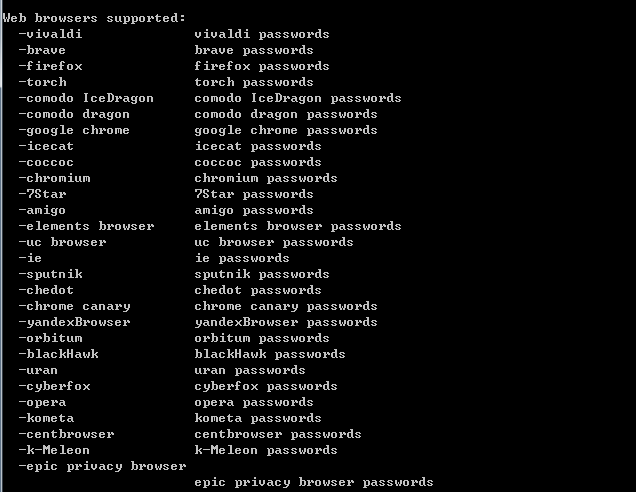 Web browsers supported:
-vivaldi vivaldi passwords
-brave brave passwords
-firefox firefox passwords
-torch torch passwords
-comodo IceDragon comodo IceDragon passwords
-comodo dragon comodo dragon passwords
-google chrome google chrome passwords
-icecat icecat passwords
-coccoc coccoc passwords
-chromium chromium passwords
-7Star 7Star passwords
-amigo amigo passwords
-elements browser elements browser passwords
-uc browser uc browser passwords
-ie ie passwords
-sputnik sputnik passwords
-chedot chedot passwords
-chrome canary chrome canary passwords
-yandexBrowser yandexBrowser passwords
-orbitum orbitum passwords
-blackHawk blackHawk passwords
-uran uran passwords
-cyberfox cyberfox passwords
-opera opera passwords
-kometa kometa passwords
-centbrowser centbrowser passwords
-k-Meleon k-Meleon passwords
-epic privacy browser
epic privacy browser passwords